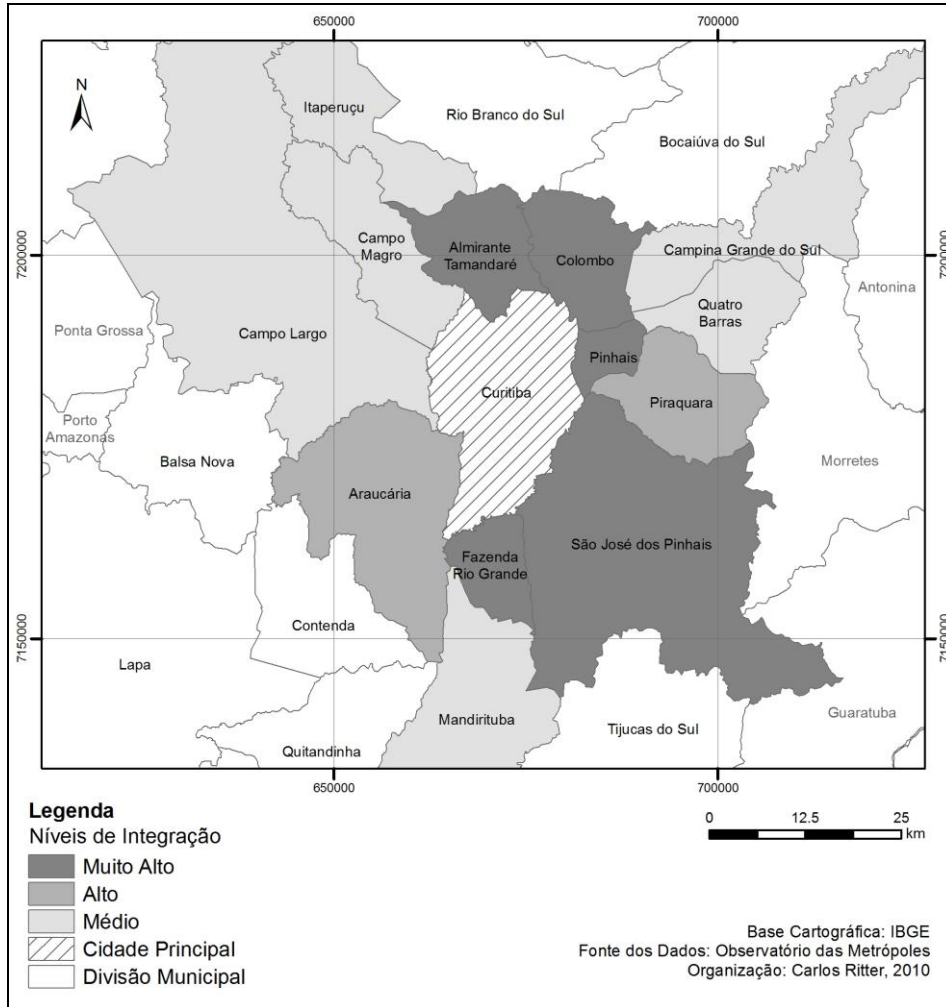 650000
700000
N
Itaperuçu
Rio Branco do Sul
Bocaiúva do Sul
7200000
7200000
Campo
Magro
Almirante
Tamandaré
Colombo
Campina Grande do Sul
Antonina
Quatro
Barras
Ponta Grossa
Campo Largo
Pinhais
Curitiba
Piraquara
Porto
Amazonas
Balsa Nova
Morretes
Araucária
São José dos Pinhais
Fazenda
Rio Grande
Contenda
7150000
7150000
Lapa
Guaratuba
Mandirituba
Tijucas do Sul
Quitandinha
650000
700000
Legenda
Níveis de Integração
Muito Alto
Alto
Médio
Cidade Principal
Divisão Municipal
0 12.5 25
km
Base Cartográfica: IBGE
Fonte dos Dados: Observatório das Metrópoles
Organização: Carlos Ritter, 2010